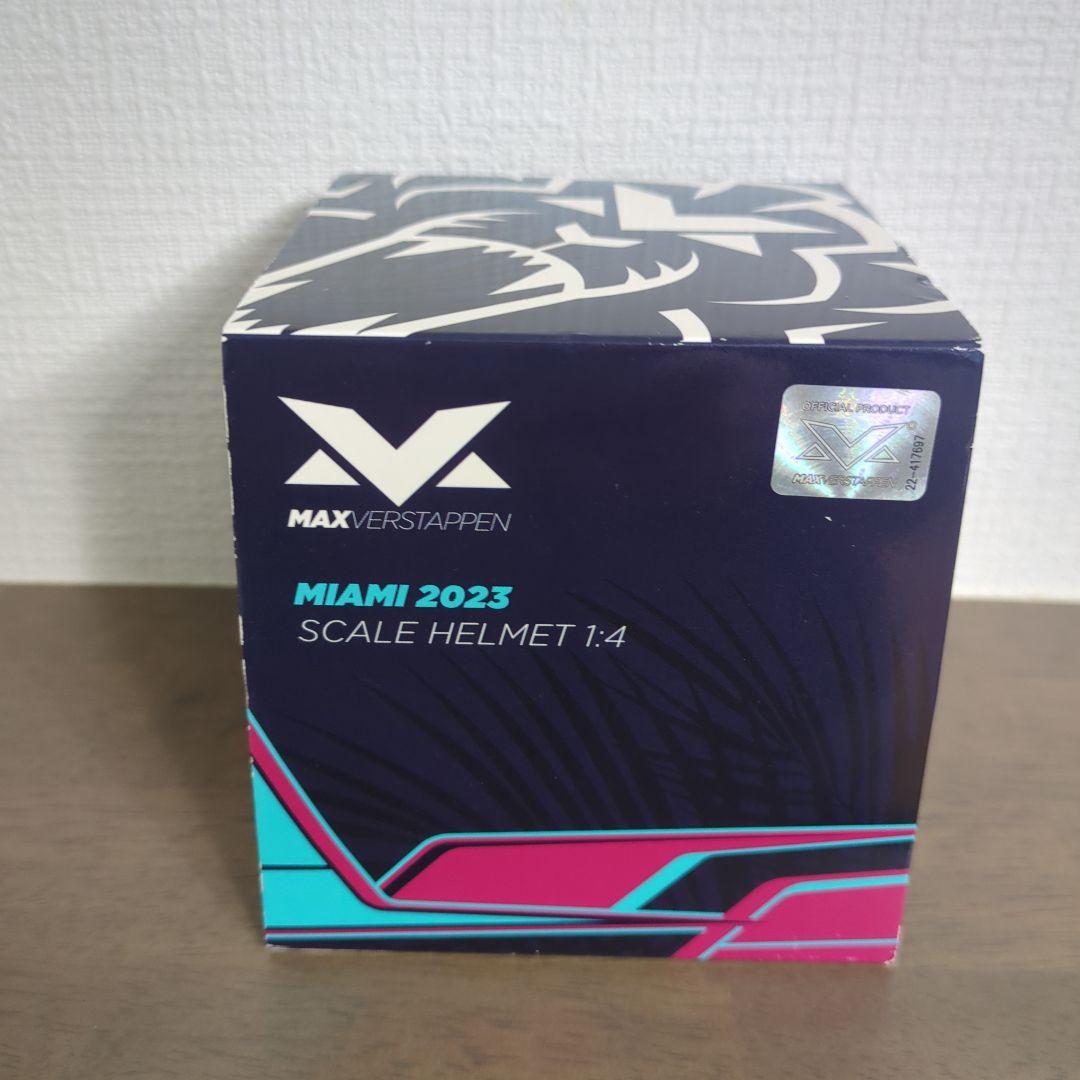 OFFICIAL PRODUCT
MAXVERSTAPPEN
22-417697
MAXVERSTAPPEN
MIAMI 2023
SCALE HELMET 1:4